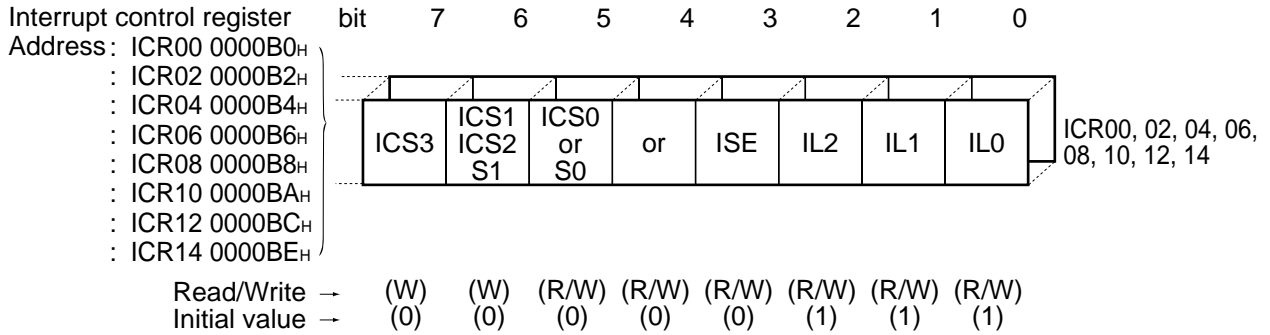 Interrupt control register bit 7 6 5 4 3 2 1 0
Address : ICR00 0000B0H
: ICR02 0000B2H
: ICR04 0000B4H
: ICR06 0000B6H
: ICR08 0000B8H
: ICR10 0000BAH
: ICR12 0000BCH
: ICR14 0000BEH
ICS3
ICS1
ICS2
S1
ICS0
or
S0
or
ISE
IL2
IL1
IL0
ICR00, 02, 04, 06,
08, 10, 12, 14
Read/Write → (W) (W) (R/W) (R/W) (R/W) (R/W) (R/W) (R/W)
Initial value → (0) (0) (0) (0) (0) (1) (1) (1)